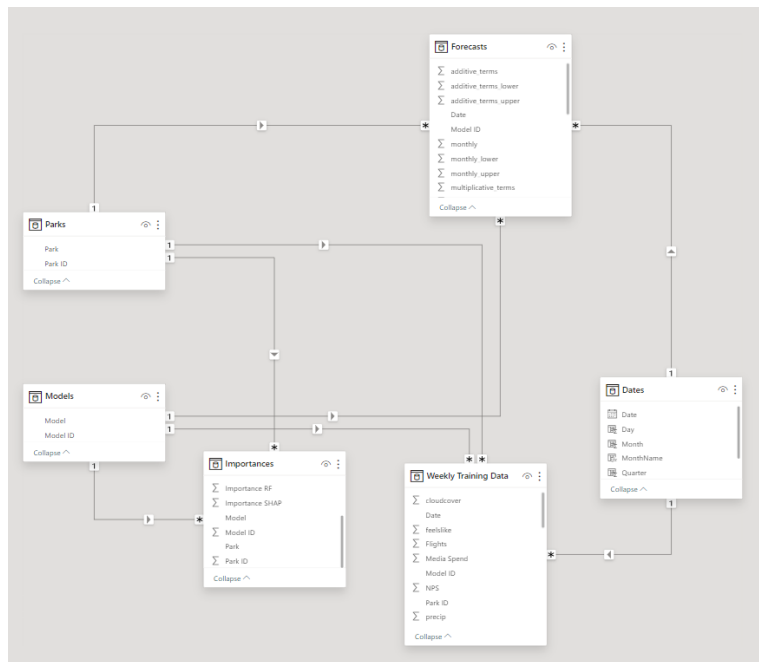 Forecasts
Σ additive_terms
Σ additive_terms_lower
Σ additive_terms_upper
Date
Model ID
Σ monthly
Σ monthly_lower
Σ monthly_upper
Σ multiplicative_terms
Collapse
*
*
*
1
Parks
Park
Park ID
Collapse
1
1
Models
Model
Model ID
Collapse
1
1
1
Importances
Σ Importance RF
Σ Importance SHAP
Model
Σ Model ID
Park
Σ Park ID
Collapse
*
*
Weekly Training Data
Σ cloudcover
Date
Σ feelslike
Σ Flights
Σ Media Spend
Model ID
Σ NPS
Park ID
Σ precip
Collapse
*
*
*
Dates
Date
Day
Month
MonthName
Quarter
Collapse
1
1